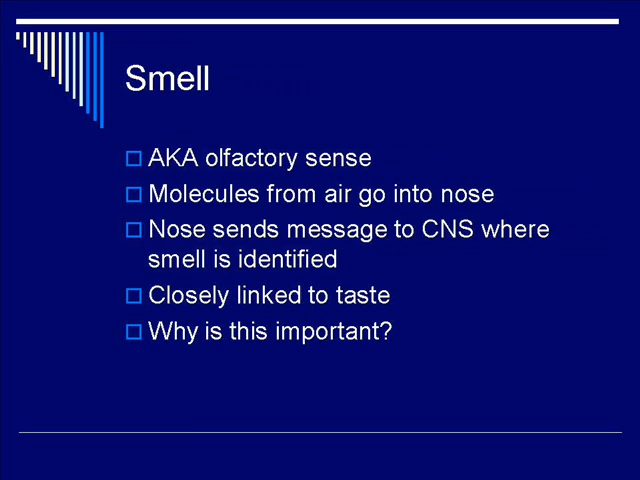 Smell
AKA olfactory sense
Molecules from air go into nose
Nose sends message to CNS where
smell is identified
Closely linked to taste
Why is this important?